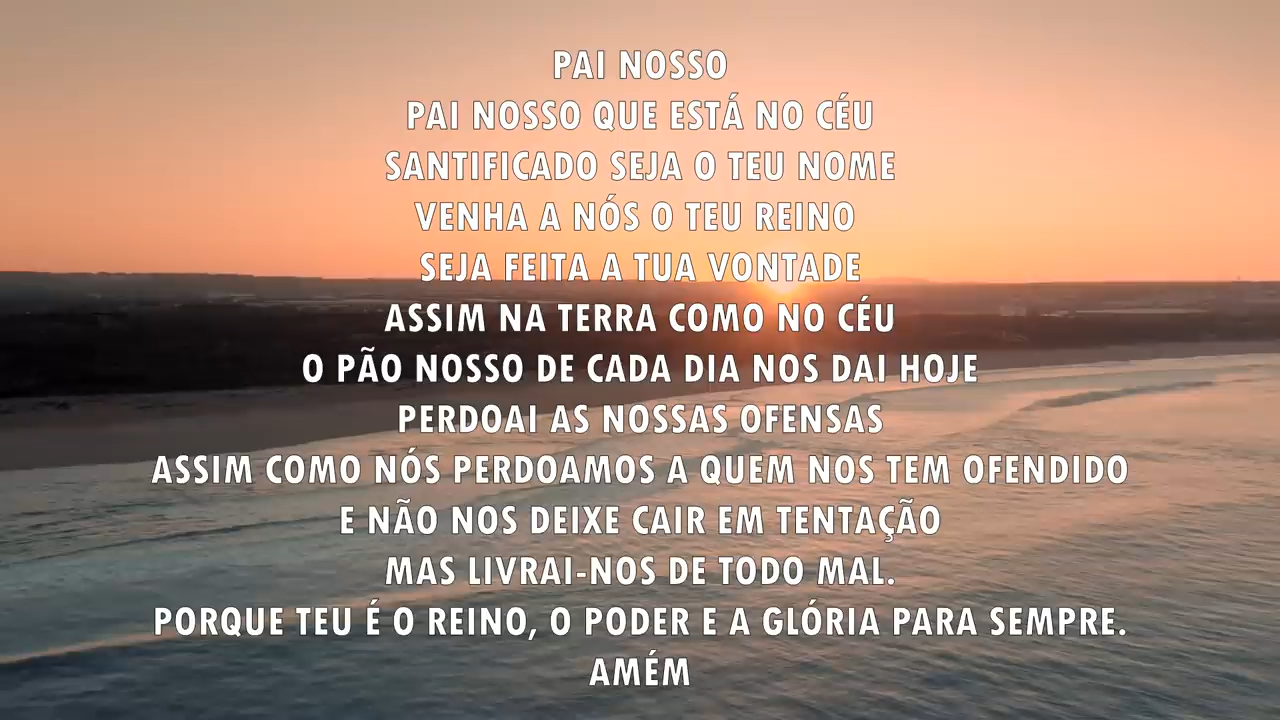 PAI NOSSO
PAI NOSSO QUE ESTÁ NO CÉU
SANTIFICADO SEJA O TEU NOME
VENHA A NÓS O TEU REINO
SEJA FEITA A TUA VONTADE
ASSIM NA TERRA COMO NO CÉU
O PÃO NOSSO DE CADA DIA NOS DAI HOJE
PERDOAI AS NOSSAS OFENSAS
ASSIM COMO NÓS PERDOAMOS A QUEM NOS TEM OFENDIDO
E NÃO NOS DEIXE CAIR EM TENTAÇÃO
MAS LIVRAI-NOS DE TODO MAL.
PORQUE TEU É O REINO, O PODER E A GLÓRIA PARA SEMPRE.
AMÉM